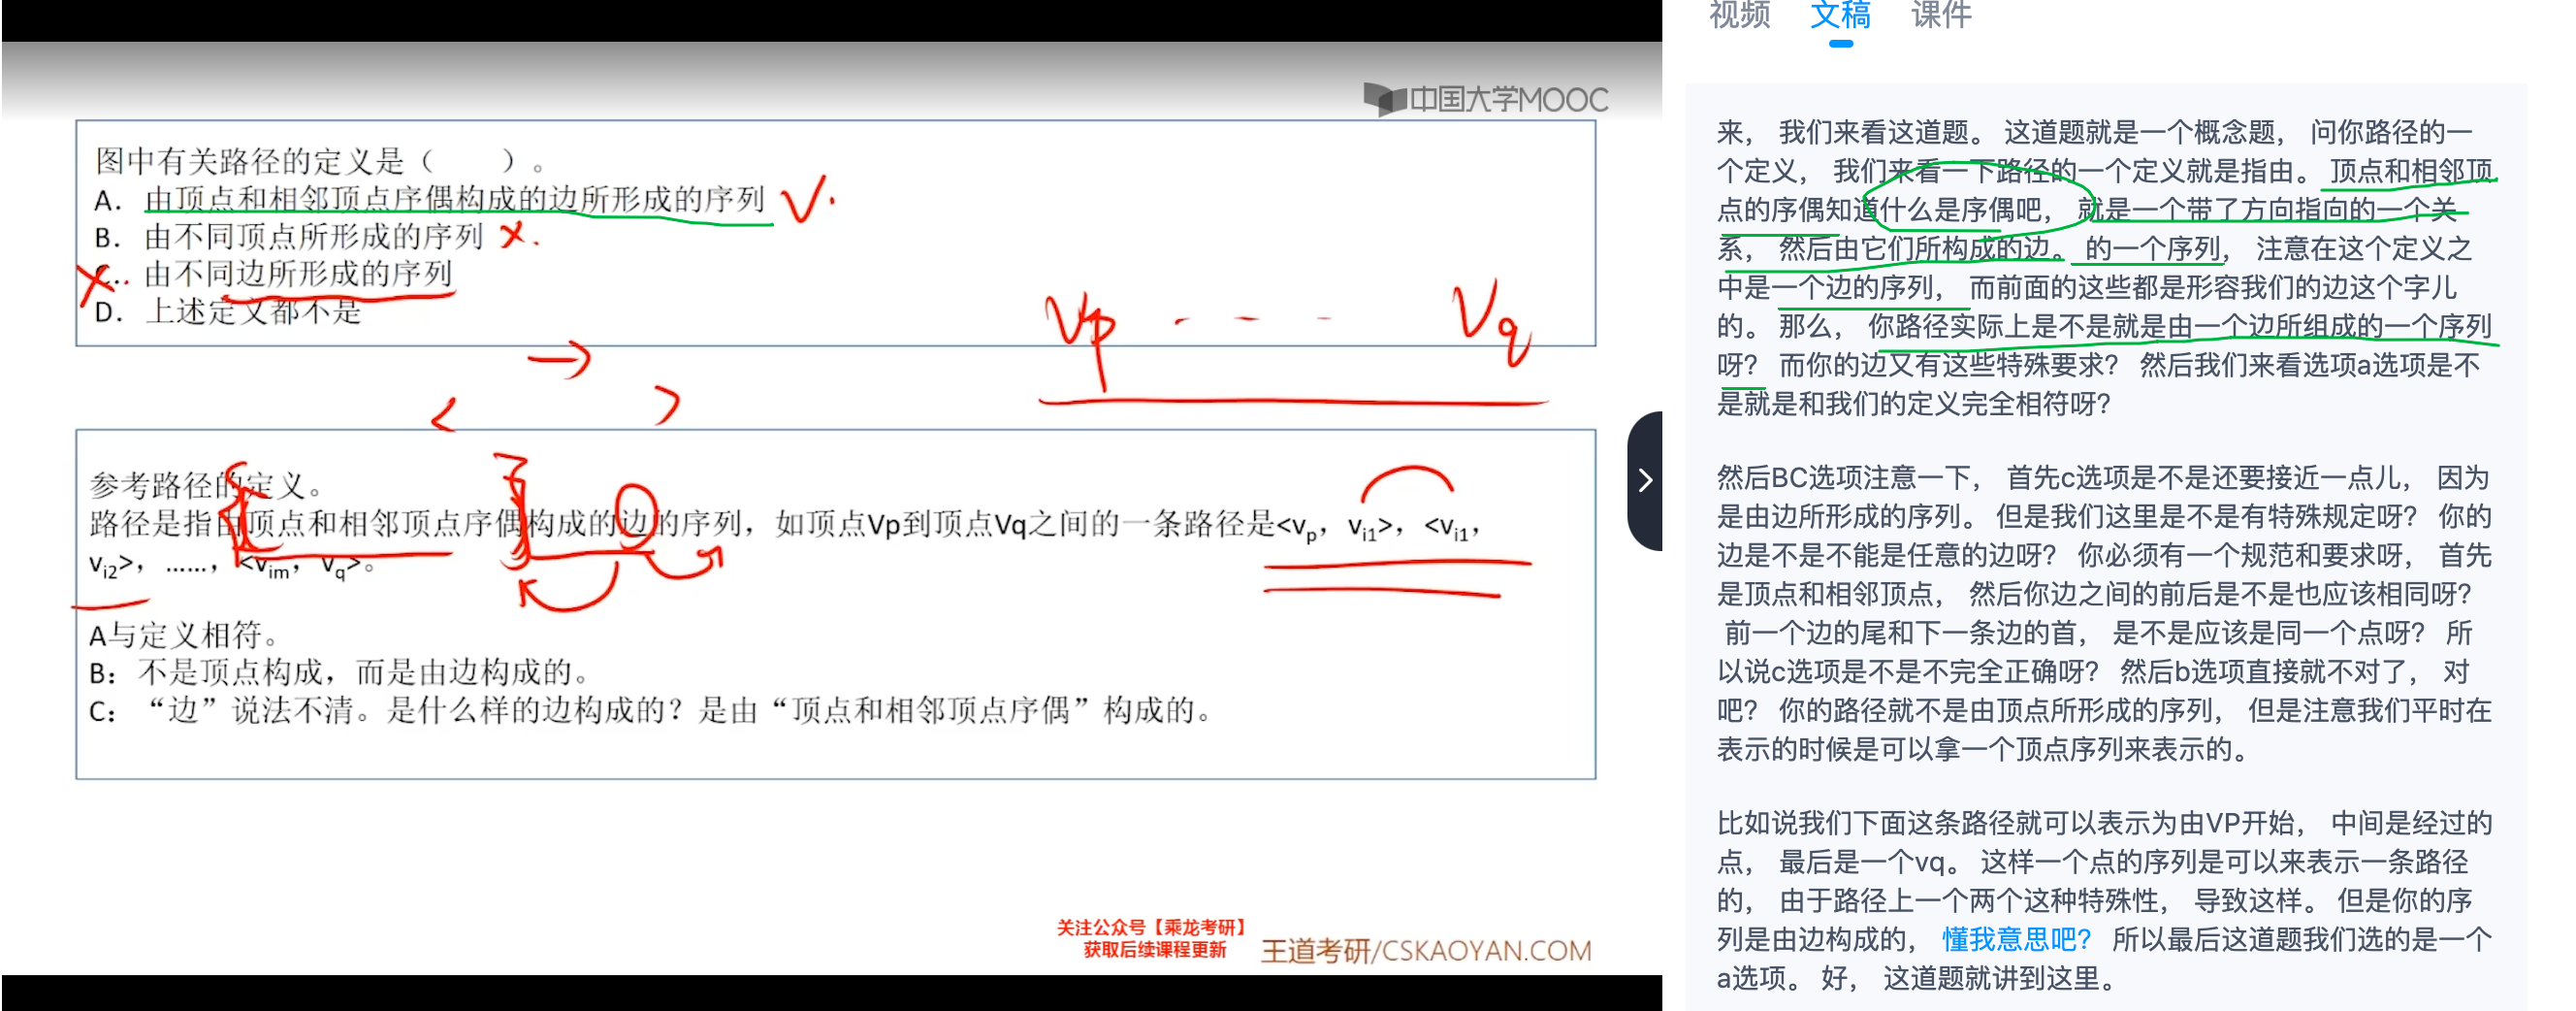 中国大学MOOC
图中有关路径的定义是（ ）。
A. 由顶点和相邻顶点序偶构成的边所形成的序列 √.
B. 由不同顶点所形成的序列 ×.
C. 由不同边所形成的序列
D. 上述定义都不是
Vp - - - Vq
参考路径的定义。
路径是指由顶点和相邻顶点序偶构成的边的序列，如顶点Vp到顶点Vq之间的一条路径是<vp，vi1>，<vi1，
vi2>，……，<vim，vq>。
A与定义相符。
B：不是顶点构成，而是由边构成的。
C：“边”说法不清。是什么样的边构成的？是由“顶点和相邻顶点序偶”构成的。
关注公众号【乘龙考研】
获取后续课程更新
王道考研/CSKAOYAN.COM
视频 文稿 课件
来， 我们来看这道题。 这道题就是一个概念题， 问你路径的一
个定义， 我们来看一下路径的一个定义就是指由。 顶点和相邻顶
点的序偶知道什么是序偶吧， 就是一个带了方向指向的一个关
系， 然后由它们所构成的边。 的一个序列， 注意在这个定义之
中是一个边的序列， 而前面的这些都是形容我们的边这个字儿
的。 那么， 你路径实际上是不是就是由一个边所组成的一个序列
呀？ 而你的边又有这些特殊要求？ 然后我们来看选项a选项是不
是就是和我们的定义完全相符呀？
然后BC选项注意一下， 首先c选项是不是还要接近一点儿， 因为
是由边所形成的序列。 但是我们这里是不是有特殊规定呀？ 你的
边是不是不能是任意的边呀？ 你必须有一个规范和要求呀， 首先
是顶点和相邻顶点， 然后你边之间的前后是不是也应该相同呀？
前一个边的尾和下一条边的首， 是不是应该是同一个点呀？ 所
以说c选项是不是不完全正确呀？ 然后b选项直接就不对了， 对
吧？ 你的路径就不是由顶点所形成的序列， 但是注意我们平时在
表示的时候是可以拿一个顶点序列来表示的。
比如说我们下面这条路径就可以表示为由VP开始， 中间是经过的
点， 最后是一个vq。 这样一个点的序列是可以来表示一条路径
的， 由于路径上一个两个这种特殊性， 导致这样。 但是你的序
列是由边构成的， 懂我意思吧？ 所以最后这道题我们选的是一个
a选项。 好， 这道题就讲到这里。